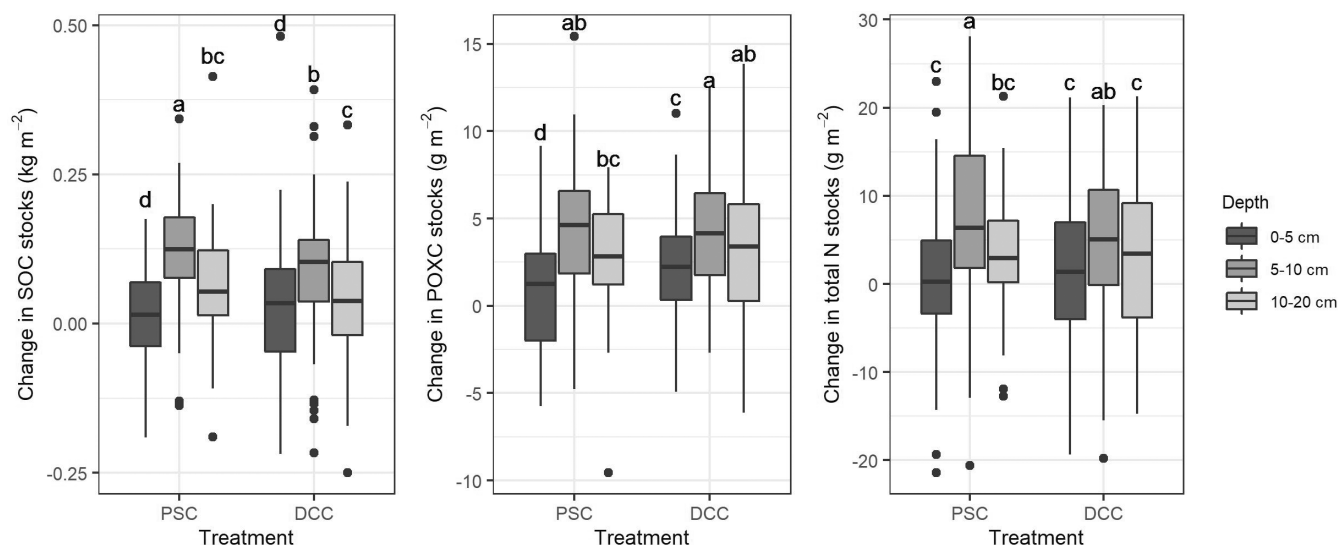 Change in SOC stocks (kg m⁻²)
0.50
0.25
0.00
-0.25
d
a
bc
d
b
c
PSC
DCC
Treatment
Change in POXC stocks (g m⁻²)
15
10
5
0
-5
-10
d
ab
bc
c
a
ab
PSC
DCC
Treatment
Change in total N stocks (g m⁻²)
30
20
10
0
-10
-20
c
a
bc
c
ab
c
PSC
DCC
Treatment
Depth
0-5 cm
5-10 cm
10-20 cm